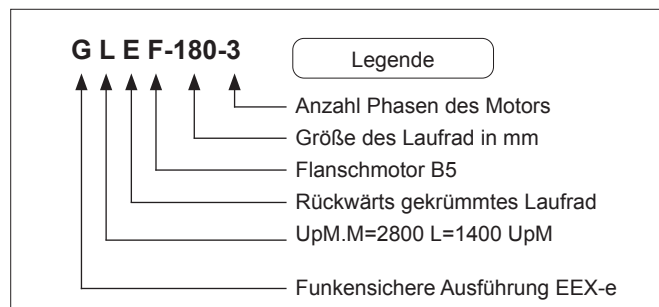 G L E F-180-3
Legende
Anzahl Phasen des Motors
Größe des Laufrad in mm
Flanschmotor B5
Rückwärts gekrümmtes Laufrad
UpM.M=2800 L=1400 UpM
Funkensichere Ausführung EEX-e